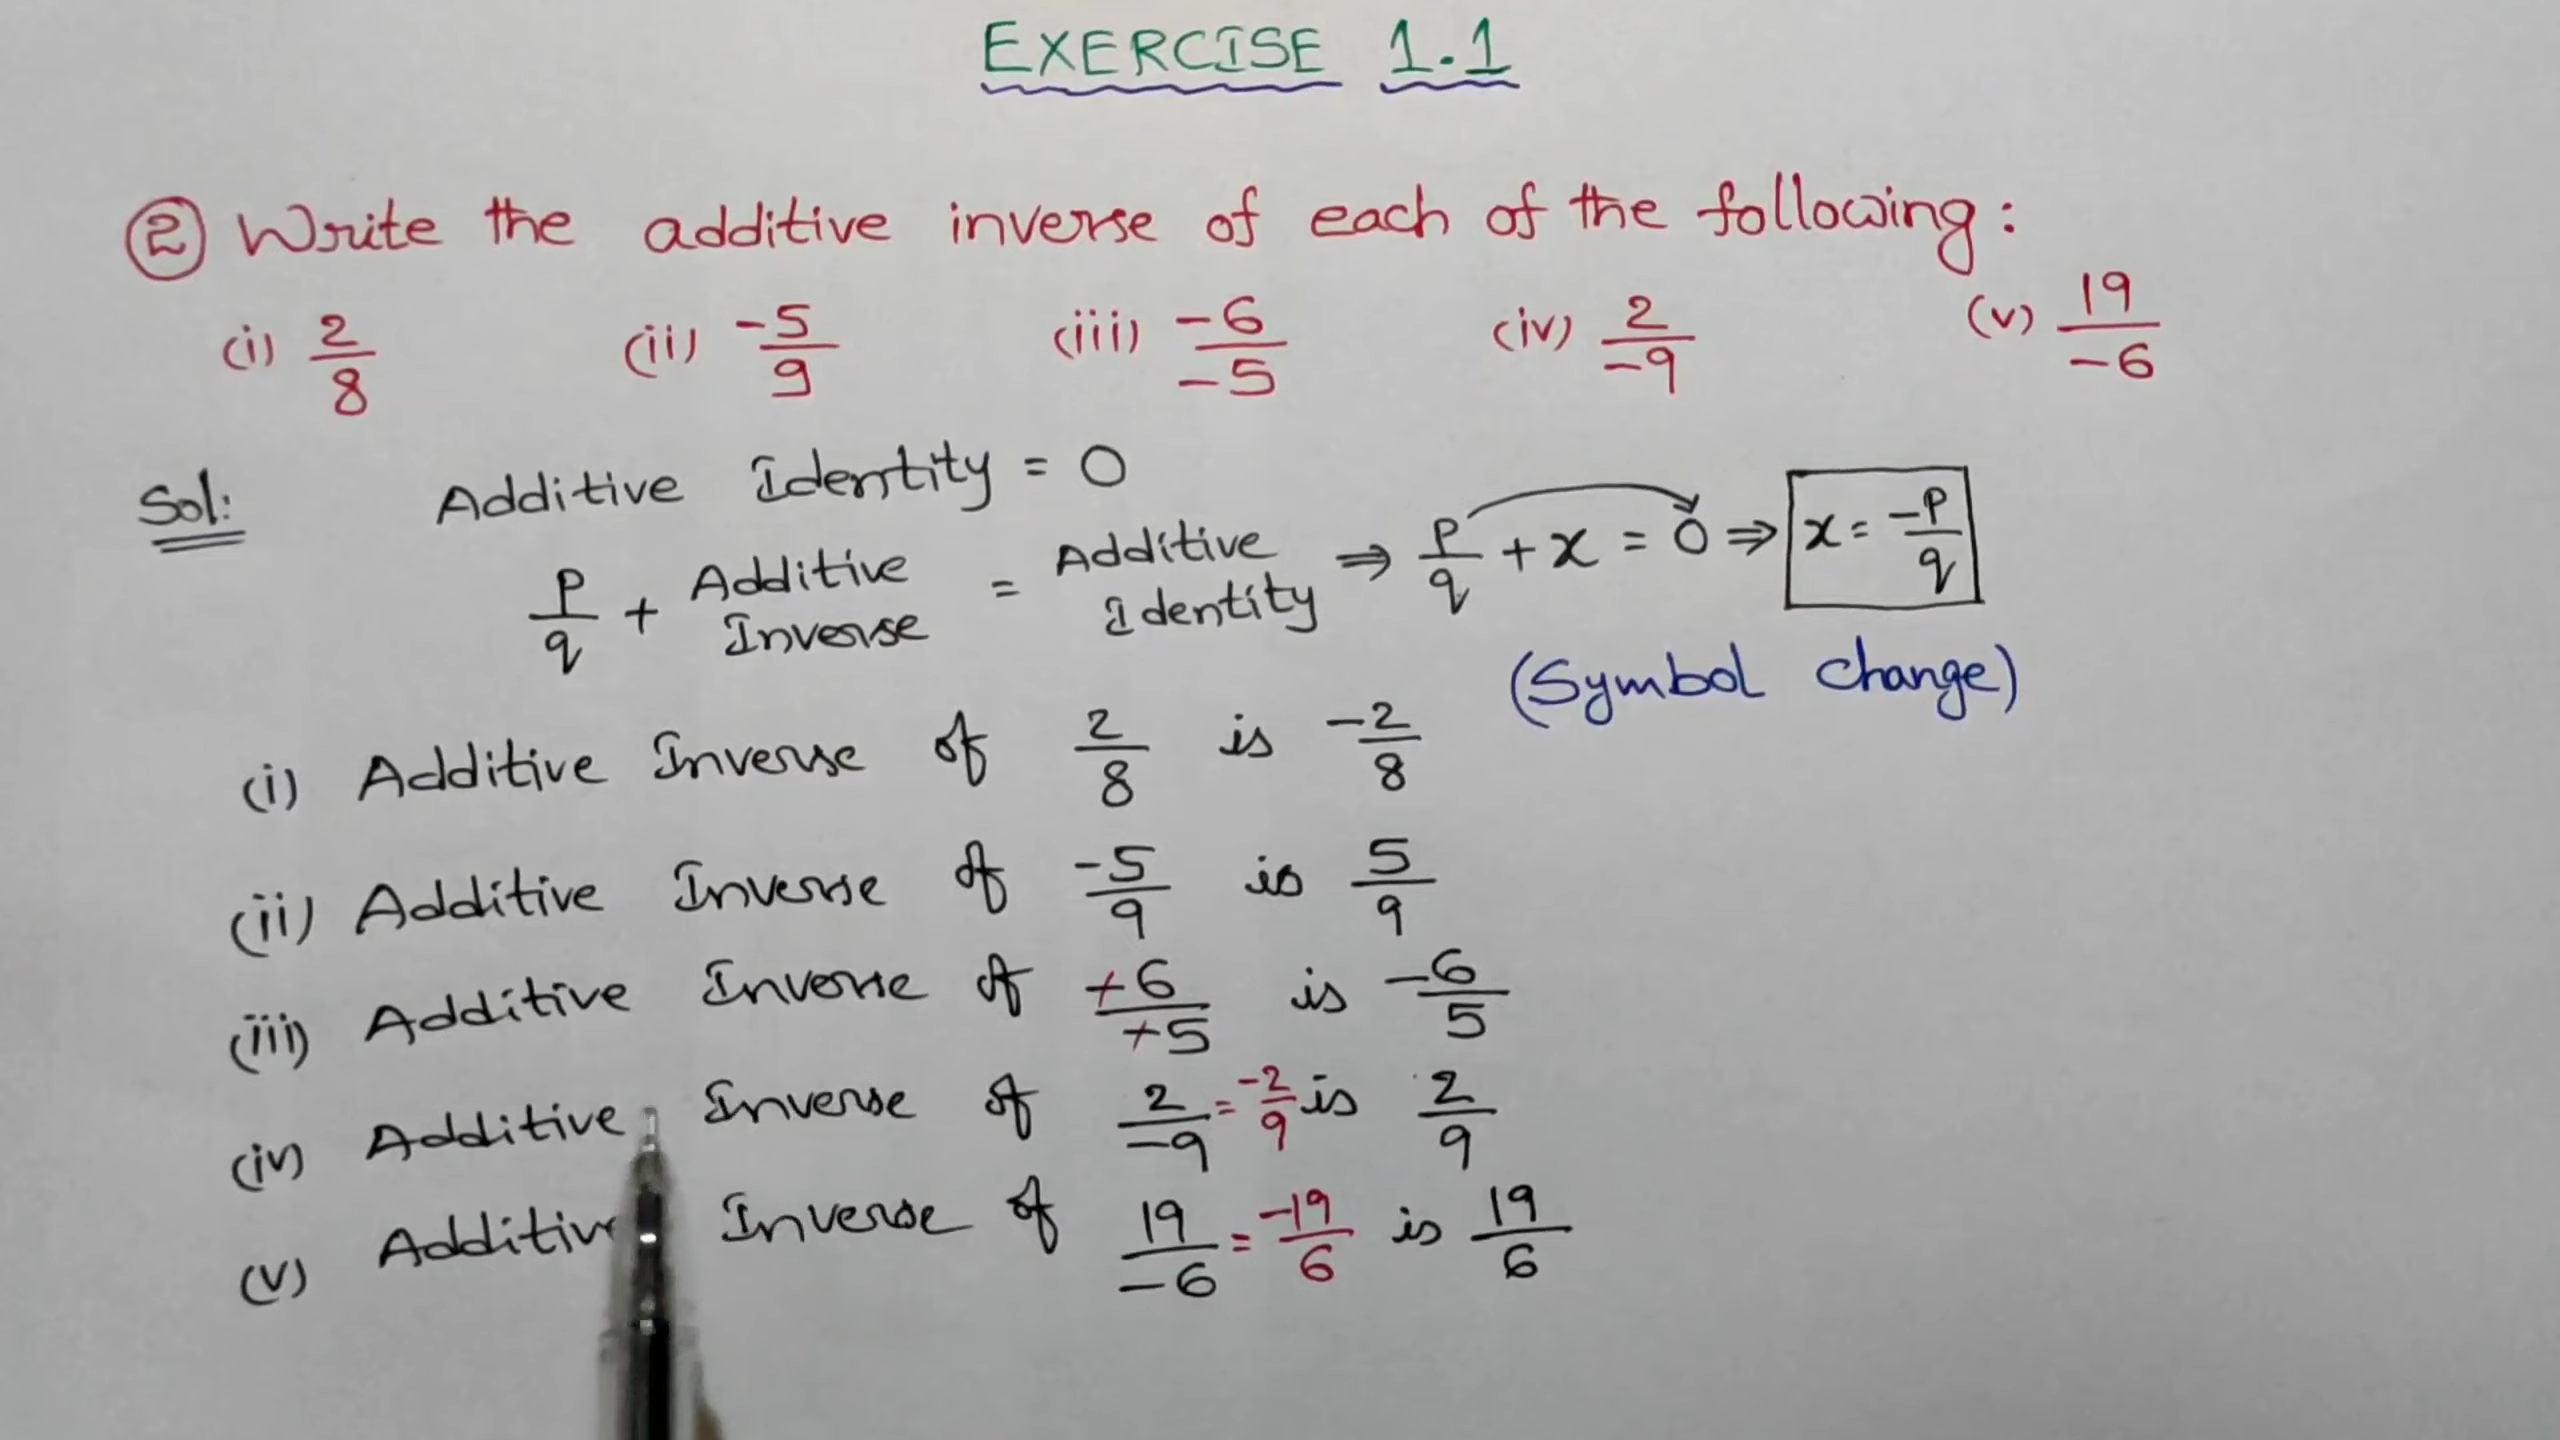 EXERCISE 1.1
② Write the additive inverse of each of the following:
(i) 2/8 (ii) -5/9 (iii) -6/-5 (iv) 2/-9 (v) 19/-6
Sol: Additive Identity = 0
p/q + Additive Inverse = Additive Identity ⇒ p/q + x = 0 ⇒ x = -p/q
(Symbol change)
(i) Additive Inverse of 2/8 is -2/8
(ii) Additive Inverse of -5/9 is 5/9
(iii) Additive Inverse of +6/+5 is -6/5
(iv) Additive Inverse of 2/-9 = -2/9 is 2/9
(v) Additive Inverse of 19/-6 = -19/6 is 19/6